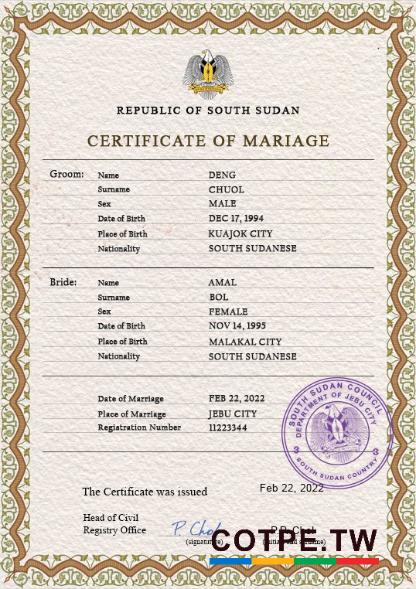 REPUBLIC OF SOUTH SUDAN
CERTIFICATE OF MARIAGE
Groom: Name DENG
Surname CHUOL
Sex MALE
Date of Birth DEC 17, 1994
Place of Birth KUAJOK CITY
Nationality SOUTH SUDANESE
Bride: Name AMAL
Surname BOL
Sex FEMALE
Date of Birth NOV 14, 1995
Place of Birth MALAKAL CITY
Nationality SOUTH SUDANESE
Date of Marriage FEB 22, 2022
Place of Marriage JEBU CITY
Registration Number 11223344
SOUTH SUDAN COUNCIL
DEPARTMENT OF JEBU CITY
SOUTH SUDAN COUNTRY
The Certificate was issued Feb 22, 2022
Head of Civil
Registry Office P. Chol
(signature)
COTPE.TW